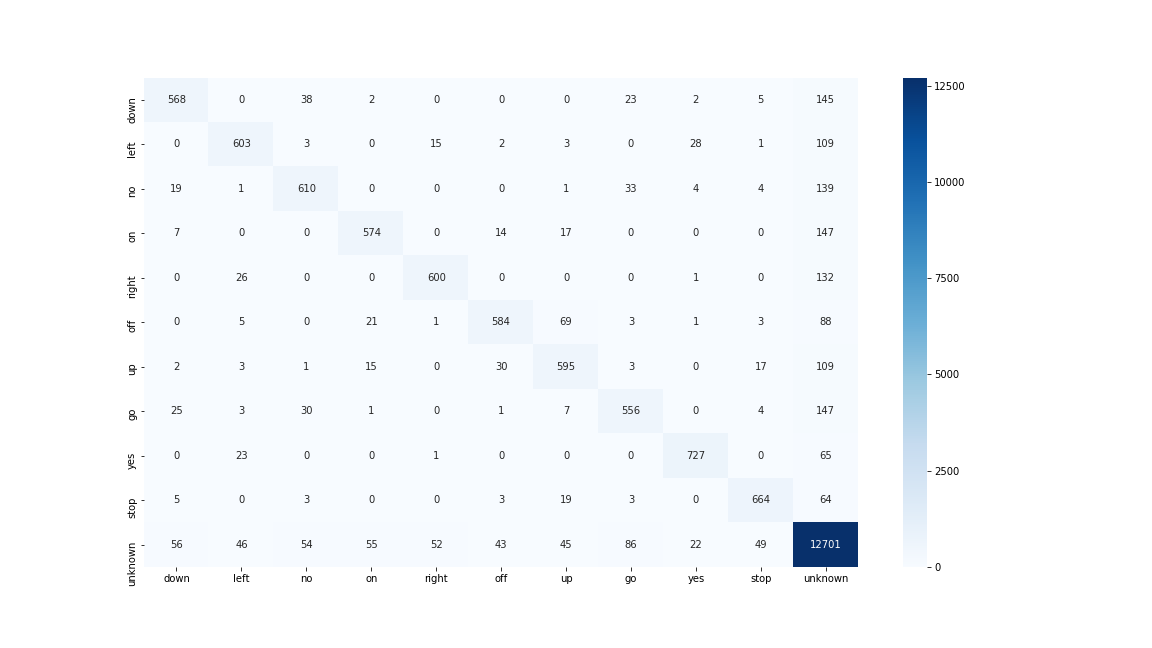 down 568 0 38 2 0 0 0 23 2 5 145
left 0 603 3 0 15 2 3 0 28 1 109
no 19 1 610 0 0 0 1 33 4 4 139
on 7 0 0 574 0 14 17 0 0 0 147
right 0 26 0 0 600 0 0 0 1 0 132
off 0 5 0 21 1 584 69 3 1 3 88
up 2 3 1 15 0 30 595 3 0 17 109
go 25 3 30 1 0 1 7 556 0 4 147
yes 0 23 0 0 1 0 0 0 727 0 65
stop 5 0 3 0 0 3 19 3 0 664 64
unknown 56 46 54 55 52 43 45 86 22 49 12701
down left no on right off up go yes stop unknown
12500
10000
7500
5000
2500
0